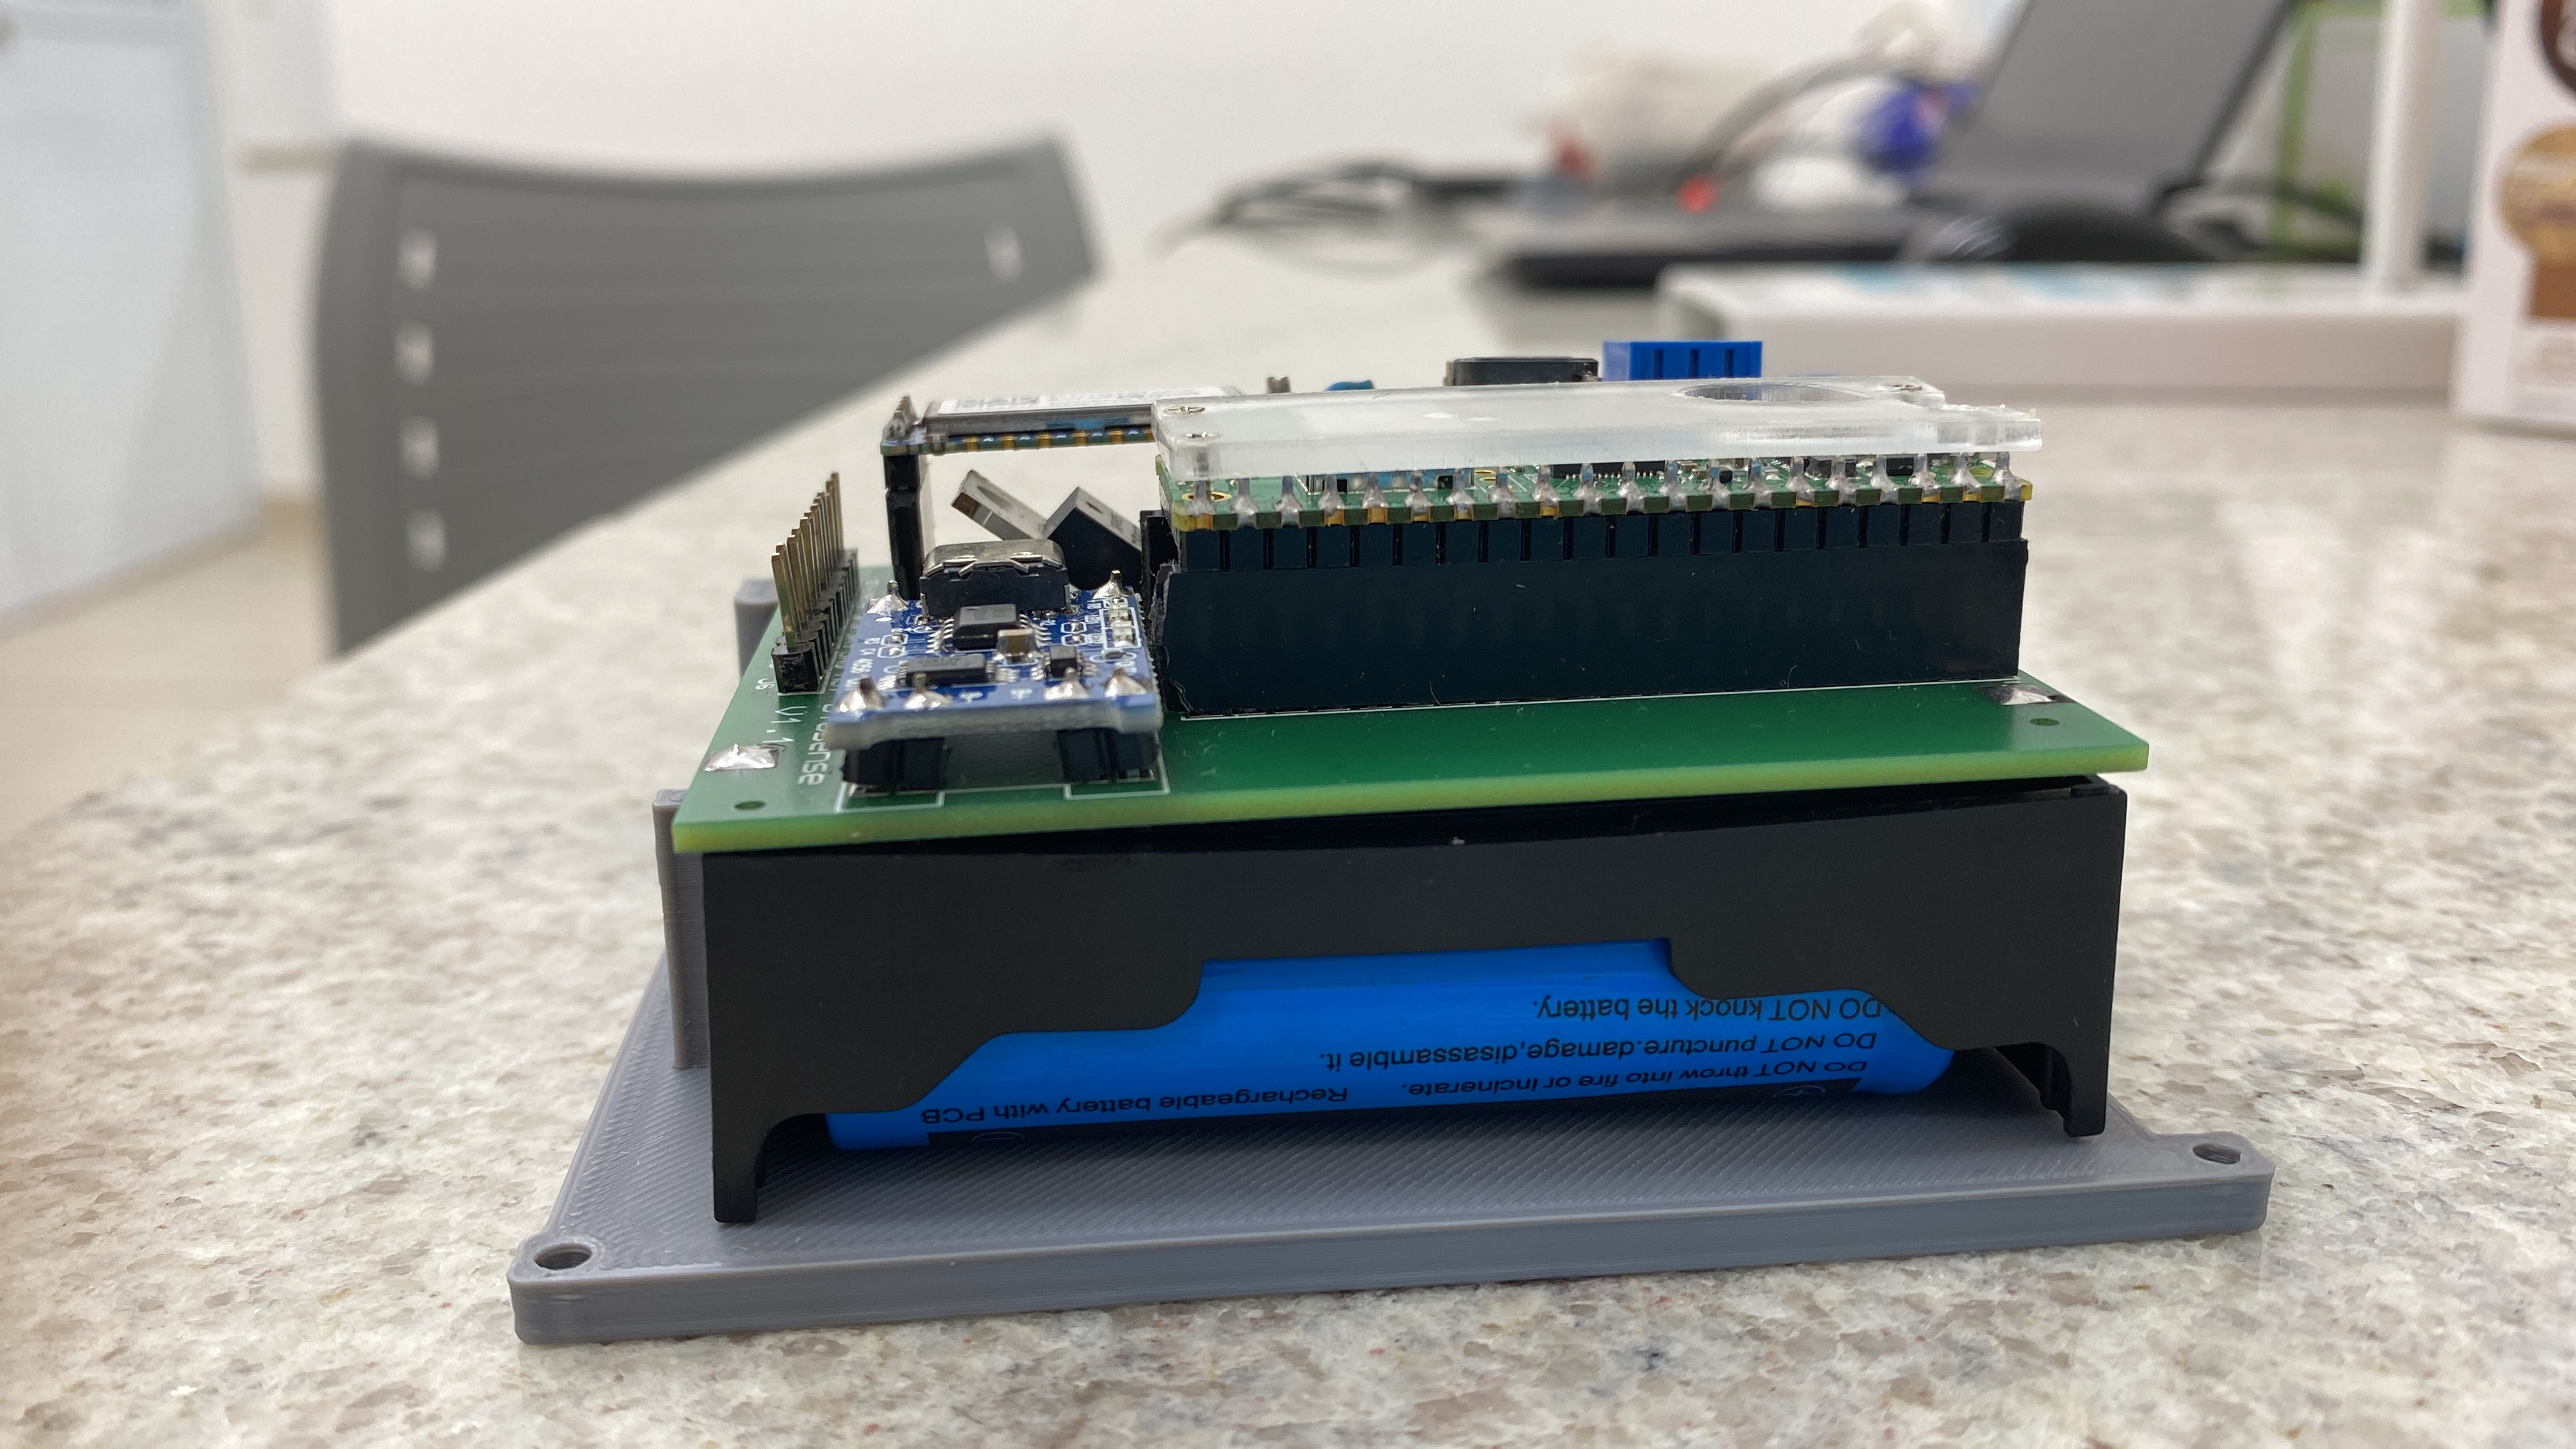 Rechargeable battery with PCB
DO NOT throw into fire or incinerate.
DO NOT puncture.damage,disassamble it.
DO NOT knock the battery.
V1.1